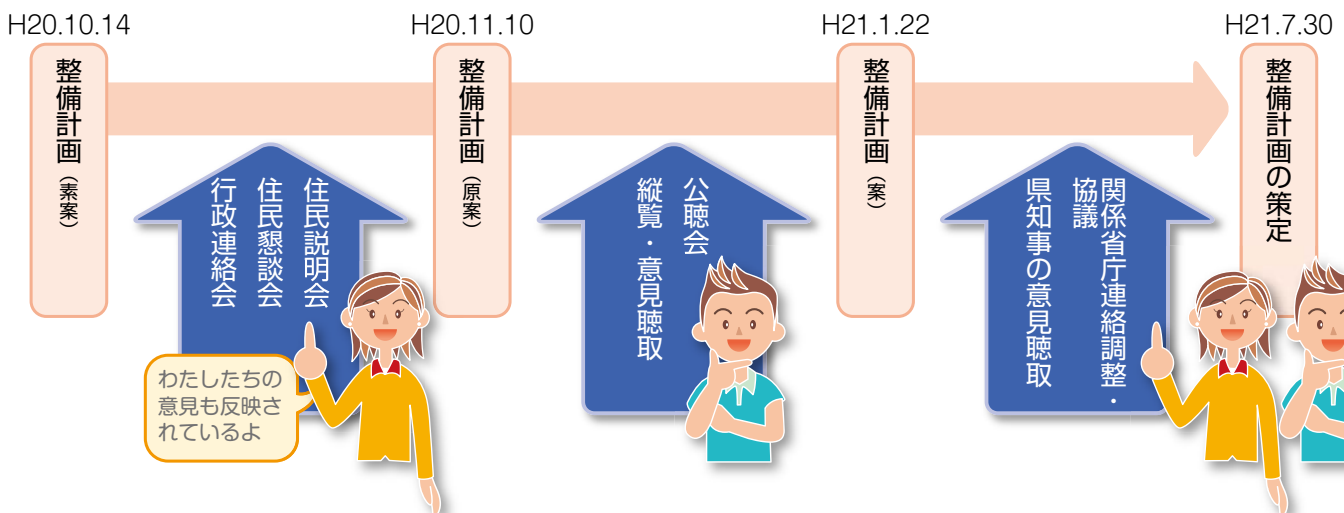 H20.10.14
H20.11.10
H21.1.22
H21.7.30
整備計画（素案）
整備計画（原案）
整備計画（案）
整備計画の策定
住民説明会
住民懇談会
行政連絡会
公聴会
縦覧・意見聴取
関係省庁連絡調整・
協議
県知事の意見聴取
わたしたちの
意見も反映さ
れているよ